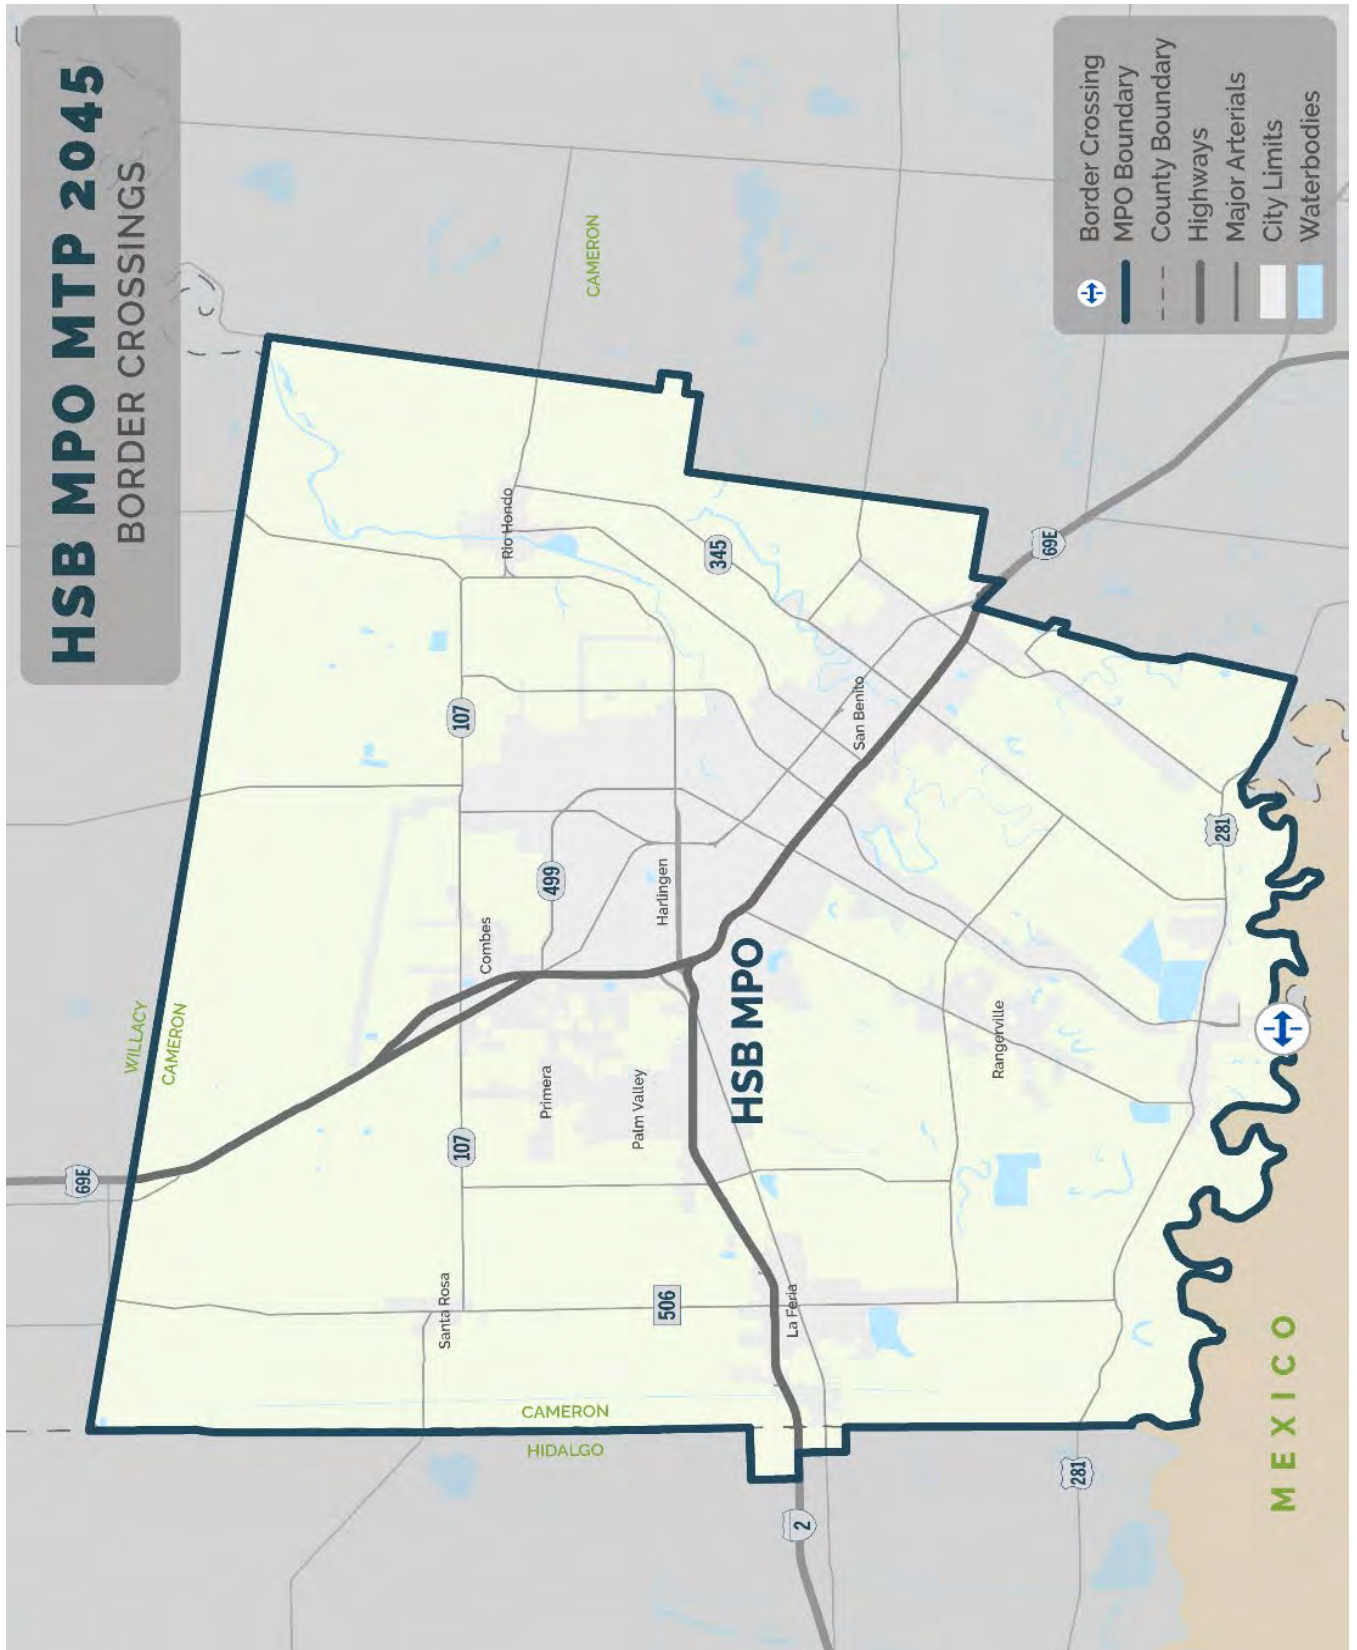 HSB MPO MTP 2045
BORDER CROSSINGS
Border Crossing
MPO Boundary
County Boundary
Highways
Major Arterials
City Limits
Waterbodies
69E
WILLACY
CAMERON
CAMERON
107
107
Santa Rosa
Combes
Rio Hondo
Primera
499
CAMERON
HIDALGO
Palm Valley
Harlingen
506
345
HSB MPO
La Feria
San Benito
2
Rangerville
69E
281
281
MEXICO